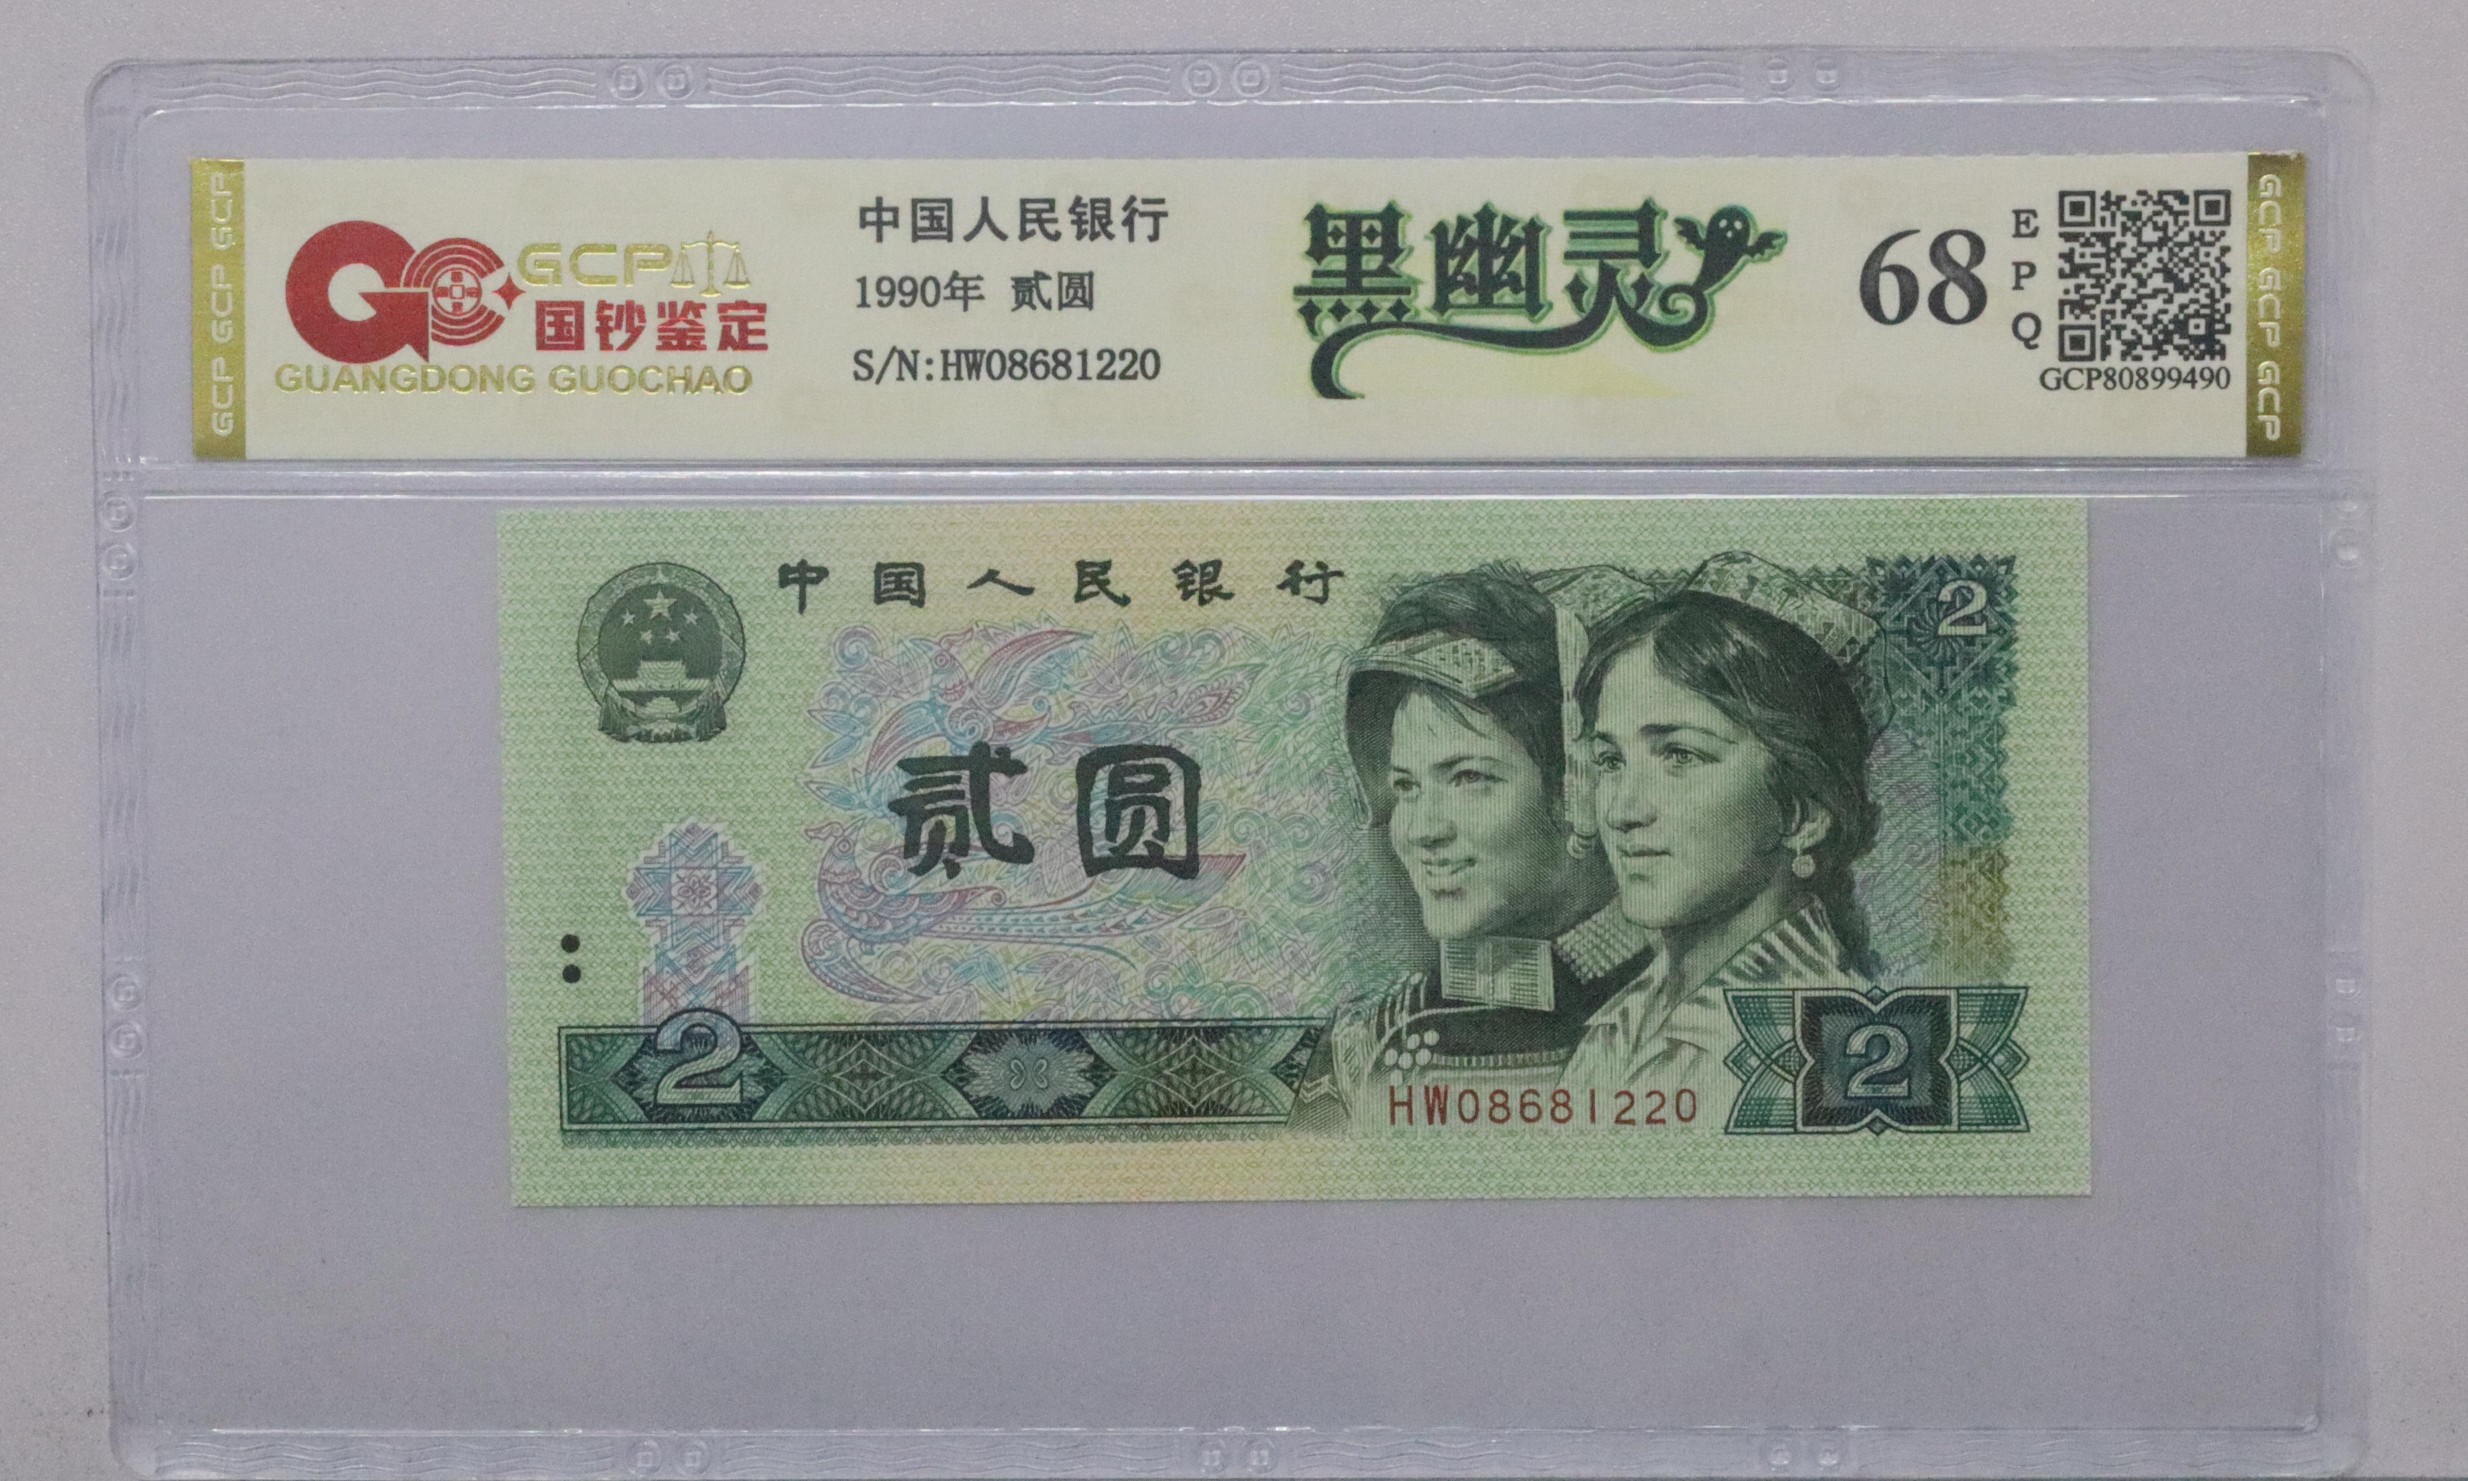 GCP GCP GCP
GCP
国钞鉴定
GUANGDONG GUOCHAO
中国人民银行
1990年 贰圆
S/N:HW08681220
黑幽灵
68
E
P
Q
GCP80899490
GCP GCP GCP
中国人民银行
2
贰圆
2
HW08681220
2